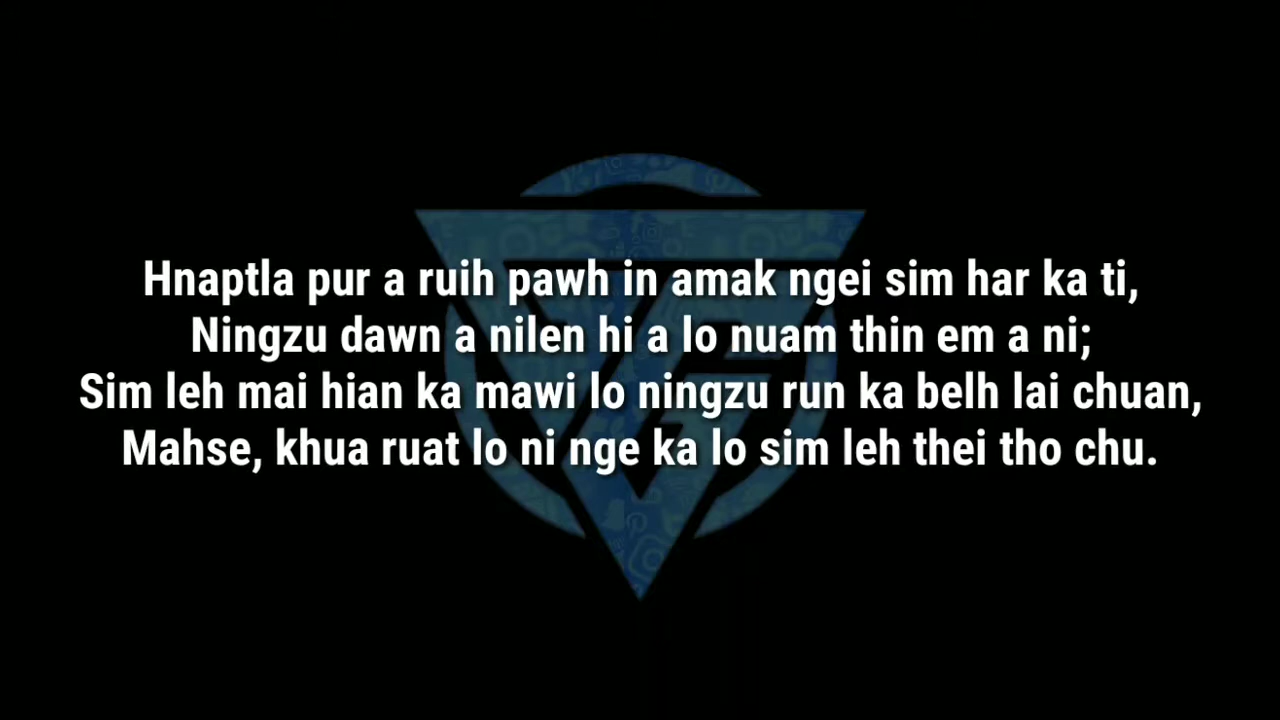 Hnaptla pur a ruih pawh in amak ngei sim har ka ti,
Ningzu dawn a nilen hi a lo nuam thin em a ni;
Sim leh mai hian ka mawi lo ningzu run ka belh lai chuan,
Mahse, khua ruat lo ni nge ka lo sim leh thei tho chu.